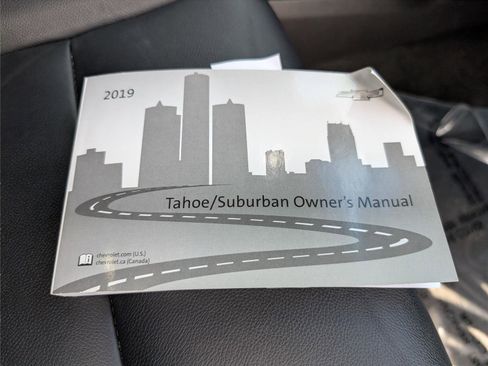 2019
Tahoe/Suburban Owner's Manual
chevrolet.com (U.S.)
chevrolet.ca (Canada)